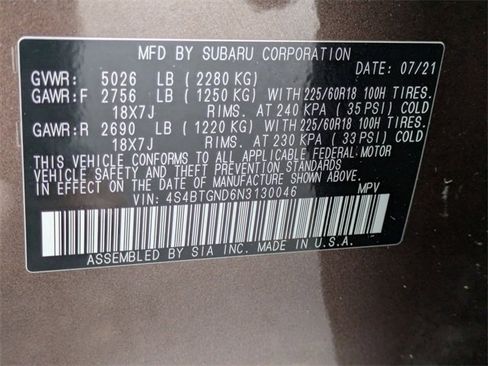 MFD BY SUBARU CORPORATION
DATE: 07/21
GVWR: 5026 LB (2280 KG)
GAWR:F 2756 LB (1250 KG) WITH 225/60R18 100H TIRES.
18X7J RIMS. AT 240 KPA (35 PSI) COLD
GAWR:R 2690 LB (1220 KG) WITH 225/60R18 100H TIRES.
18X7J RIMS. AT 230 KPA (33 PSI) COLD
THIS VEHICLE CONFORMS TO ALL APPLICABLE FEDERAL MOTOR
VEHICLE SAFETY AND THEFT PREVENTION STANDARDS IN
EFFECT ON THE DATE OF MANUFACTURE SHOWN ABOVE.
VIN: 4S4BTGND6N3130046 MPV
ASSEMBLED BY SIA INC. MADE IN U.S.A.